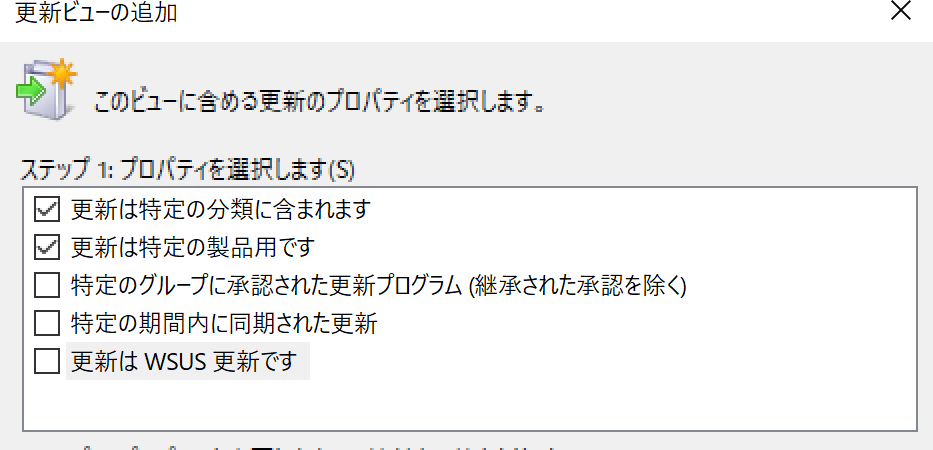 更新ビューの追加
このビューに含める更新のプロパティを選択します。
ステップ 1: プロパティを選択します(S)
更新は特定の分類に含まれます
更新は特定の製品用です
特定のグループに承認された更新プログラム (継承された承認を除く)
特定の期間内に同期された更新
更新は WSUS 更新です